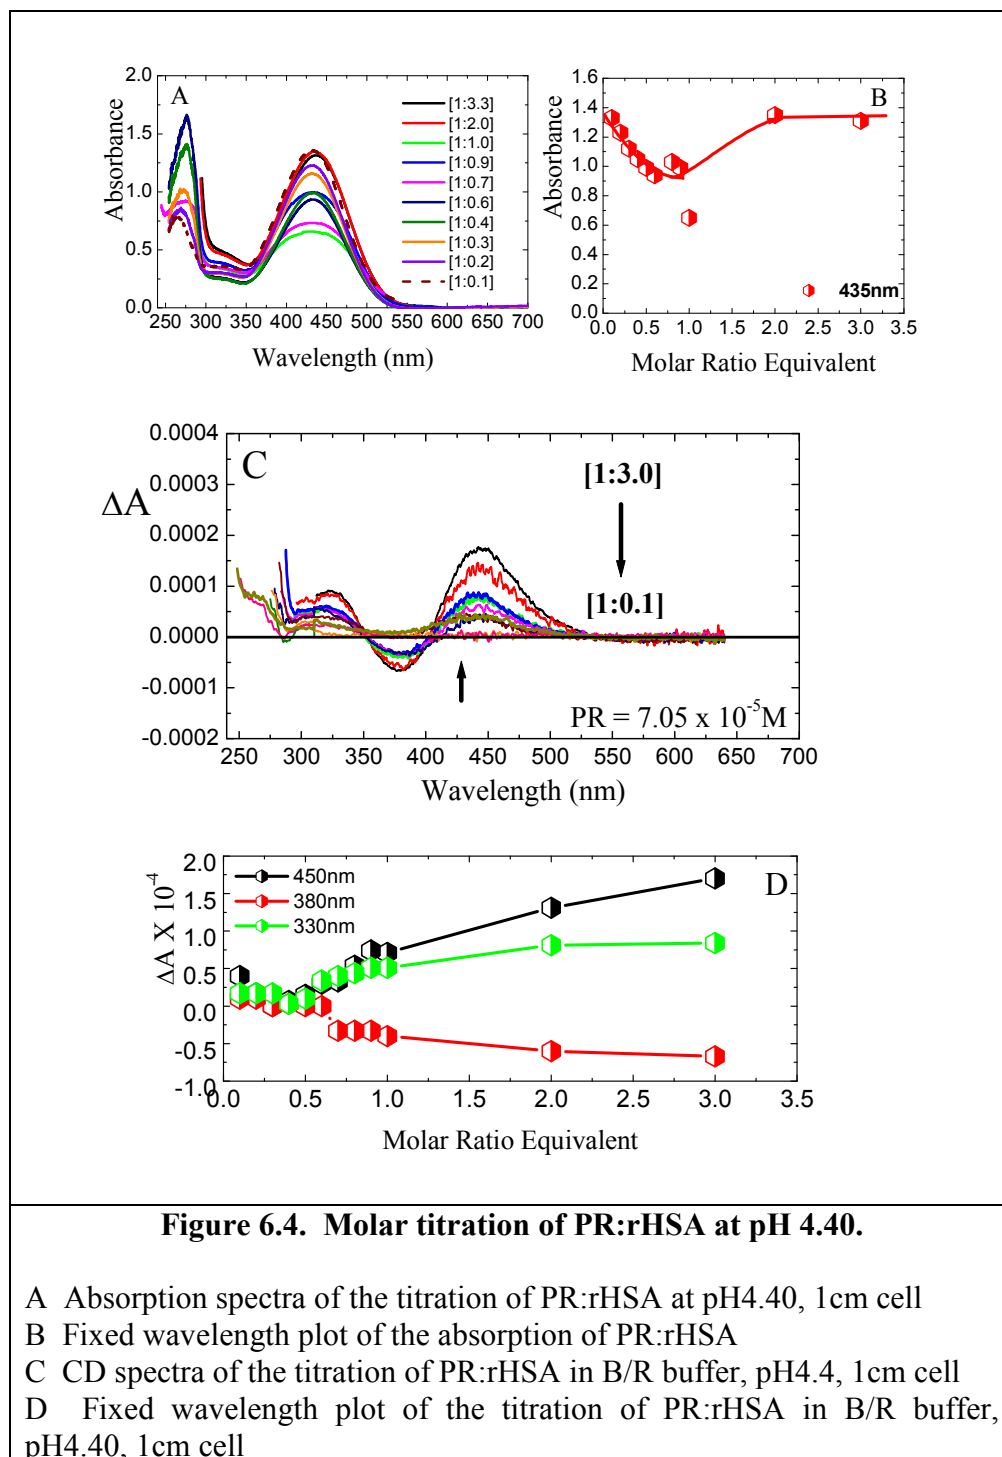 A
2.0
1.5
1.0
0.5
0.0
Absorbance
250 300 350 400 450 500 550 600 650 700
Wavelength (nm)
[1:3.3]
[1:2.0]
[1:1.0]
[1:0.9]
[1:0.7]
[1:0.6]
[1:0.4]
[1:0.3]
[1:0.2]
[1:0.1]
B
1.6
1.4
1.2
1.0
0.8
0.6
0.4
0.2
0.0
Absorbance
435nm
0.0 0.5 1.0 1.5 2.0 2.5 3.0 3.5
Molar Ratio Equivalent
C
0.0004
0.0003
0.0002
0.0001
0.0000
-0.0001
-0.0002
ΔA
[1:3.0]
[1:0.1]
PR = 7.05 x 10⁻⁵M
250 300 350 400 450 500 550 600 650 700
Wavelength (nm)
D
2.0
1.5
1.0
0.5
0.0
-0.5
-1.0
ΔA X 10⁻⁴
450nm
380nm
330nm
0.0 0.5 1.0 1.5 2.0 2.5 3.0 3.5
Molar Ratio Equivalent
Figure 6.4. Molar titration of PR:rHSA at pH 4.40.
A Absorption spectra of the titration of PR:rHSA at pH4.40, 1cm cell
B Fixed wavelength plot of the absorption of PR:rHSA
C CD spectra of the titration of PR:rHSA in B/R buffer, pH4.4, 1cm cell
D Fixed wavelength plot of the titration of PR:rHSA in B/R buffer,
pH4.40, 1cm cell